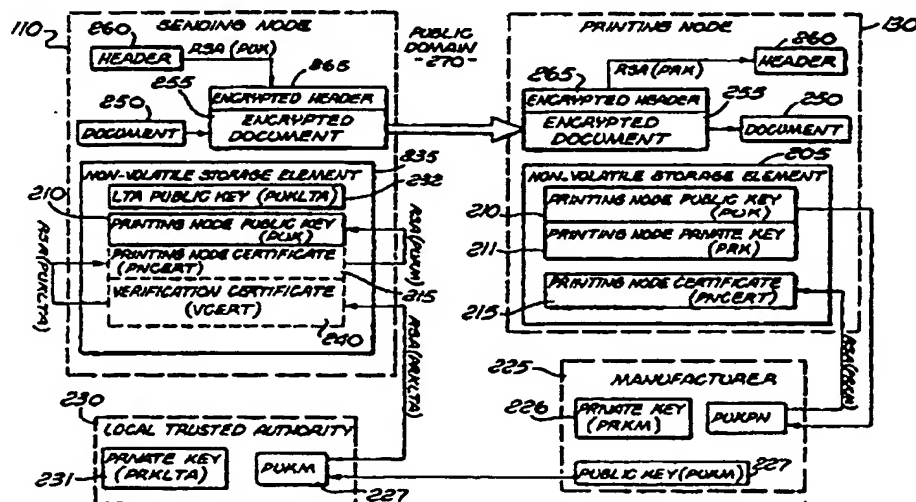 SENDING NODE
110
260
HEADER
RSA (PUK)
265
255
ENCRYPTED HEADER
250
DOCUMENT
ENCRYPTED
DOCUMENT
PUBLIC
DOMAIN
-270-
PRINTING NODE
130
260
HEADER
RSA (PRK)
265
255
ENCRYPTED HEADER
ENCRYPTED
DOCUMENT
250
DOCUMENT
235
NON-VOLATILE STORAGE ELEMENT
LTA PUBLIC KEY (PUKLTA)
232
210
PRINTING NODE PUBLIC KEY
(PUK)
PRINTING NODE CERTIFICATE
(PNCERT)
215
VERIFICATION CERTIFICATE
(VCERT)
240
RSA(PUKLTA)
RSA(PUKM)
RSA(PRKLTA)
205
NON-VOLATILE STORAGE ELEMENT
210
PRINTING NODE PUBLIC KEY
(PUK)
211
PRINTING NODE PRIVATE KEY
(PRK)
215
PRINTING NODE CERTIFICATE
(PNCERT)
RSA(PRKM)
230
LOCAL TRUSTED AUTHORITY
PRIVATE KEY
(PRKLTA)
231
PUKM
227
225
MANUFACTURER
226
PRIVATE KEY
(PRKM)
PUKPN
PUBLIC KEY (PUKM)
227